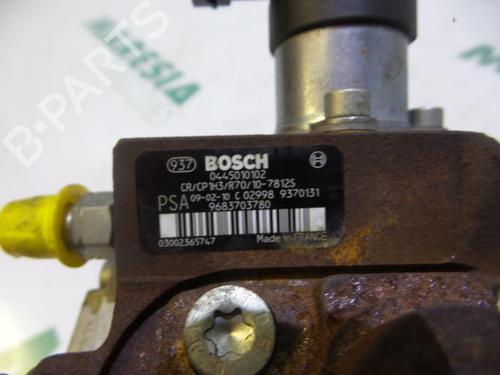 937 BOSCH
0445010102
CR/CP1H3/R70/10-7812S
PSA 09-02-10 C 02998 9370131
9683703780
03002365747 Made in FRANCE
B-PARTS